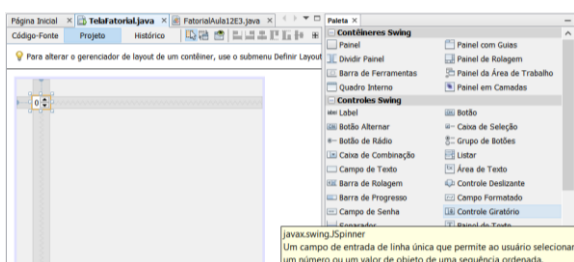 Página Inicial × TelaFatorial.java × FatorialAula12E3.java ×
Código-Fonte Projeto Histórico
Para alterar o gerenciador de layout de um contêiner, use o submenu Definir Layout
0
Paleta ×
Contêineres Swing
Painel Painel com Guias
Dividir Painel Painel de Rolagem
Barra de Ferramentas Painel da Área de Trabalho
Quadro Interno Painel em Camadas
Controles Swing
label Label Botão
Botão Alternar Caixa de Seleção
Botão de Rádio Grupo de Botões
Caixa de Combinação Listar
Campo de Texto Área de Texto
Barra de Rolagem Controle Deslizante
Barra de Progresso Campo Formatado
Campo de Senha Controle Giratório
Separador Painel de Texto
javax.swing.JSpinner
Um campo de entrada de linha única que permite ao usuário selecionar
um número ou um valor de objeto de uma sequência ordenada.